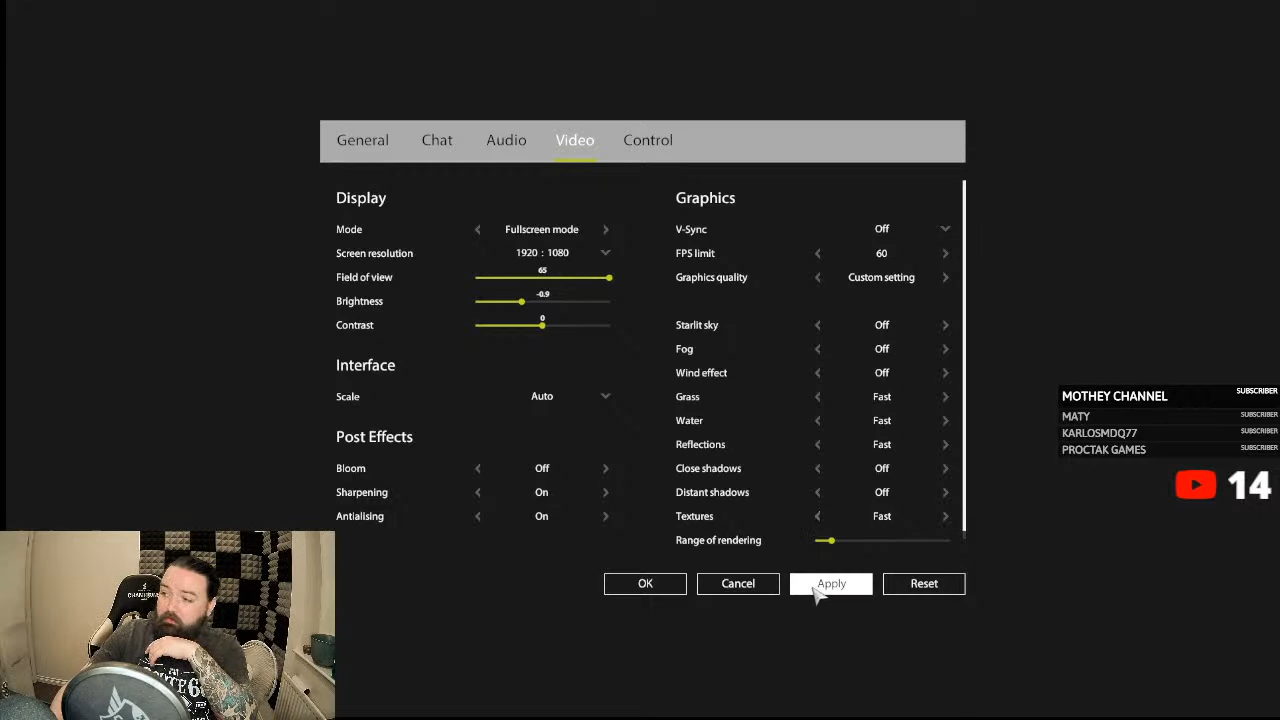 General Chat Audio Video Control
Display
Mode Fullscreen mode
Screen resolution 1920 : 1080
Field of view 65
Brightness -0.9
Contrast 0
Interface
Scale Auto
Post Effects
Bloom Off
Sharpening On
Antialising On
Graphics
V-Sync Off
FPS limit 60
Graphics quality Custom setting
Starlit sky Off
Fog Off
Wind effect Off
Grass Fast
Water Fast
Reflections Fast
Close shadows Off
Distant shadows Off
Textures Fast
Range of rendering
OK Cancel Apply Reset
MOTHEY CHANNEL SUBSCRIBER
MATY SUBSCRIBER
KARLOSMDQ77 SUBSCRIBER
PROCTAK GAMES SUBSCRIBER
14